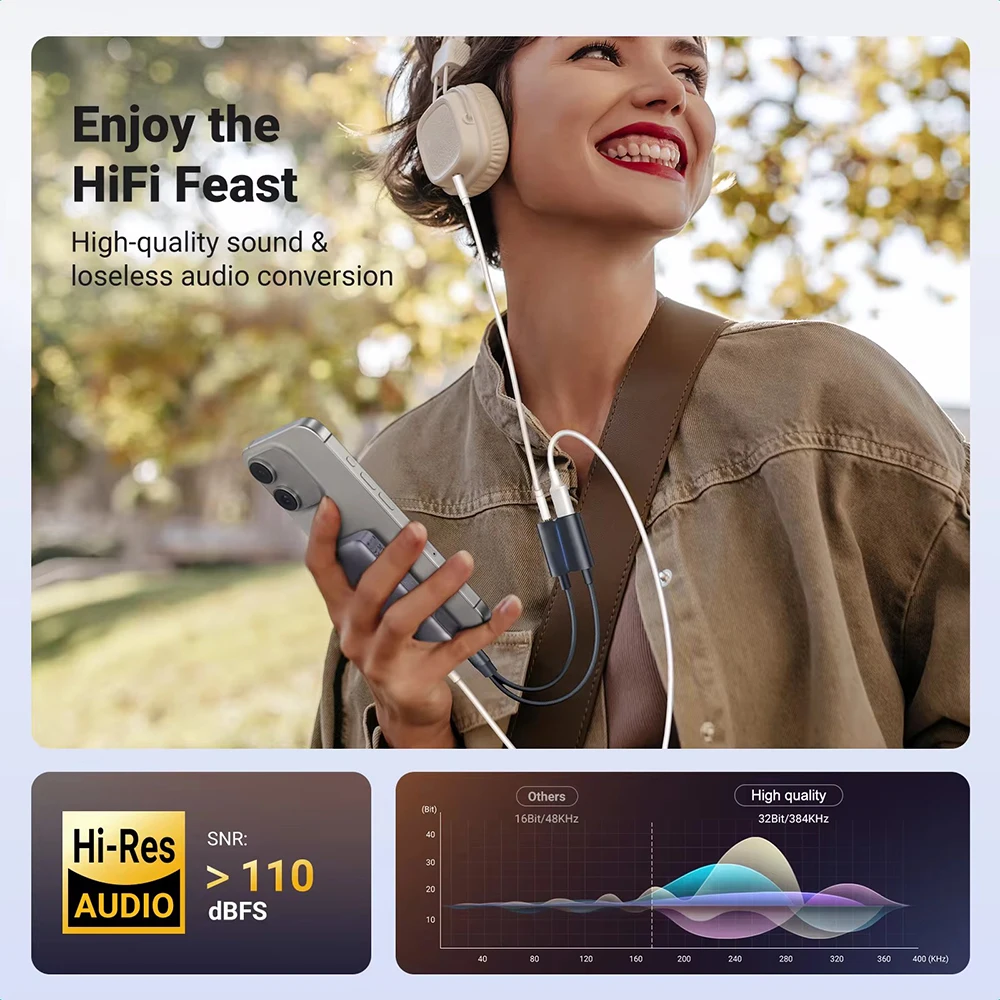 Enjoy the
HiFi Feast
High-quality sound &
loseless audio conversion
Hi-Res
AUDIO
SNR:
> 110
dBFS
Others
16Bit/48KHz
High quality
32Bit/384KHz
(Bit)
40
30
20
10
40 80 120 160 200 240 280 320 360 400 (KHz)